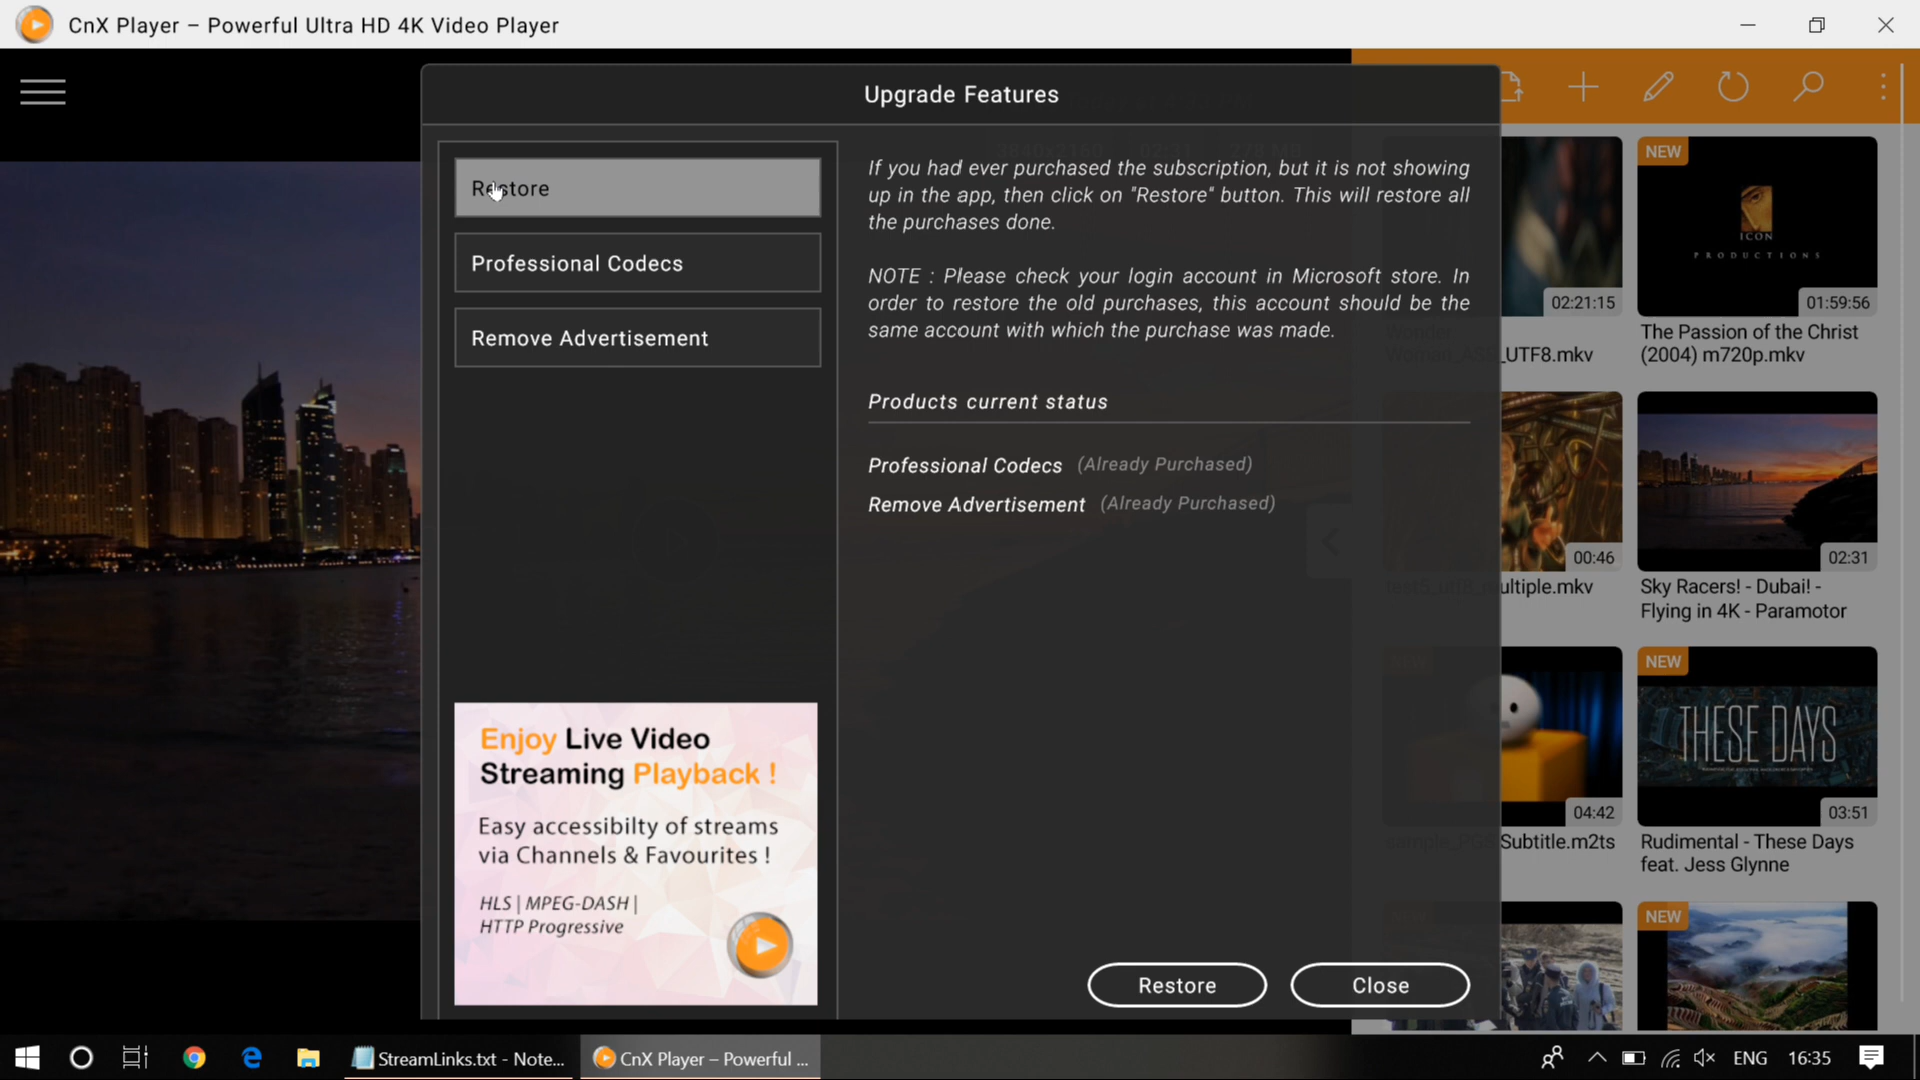 CnX Player – Powerful Ultra HD 4K Video Player
Upgrade Features
Restore
Professional Codecs
Remove Advertisement
If you had ever purchased the subscription, but it is not showing
up in the app, then click on "Restore" button. This will restore all
the purchases done.
NOTE : Please check your login account in Microsoft store. In
order to restore the old purchases, this account should be the
same account with which the purchase was made.
Products current status
Professional Codecs (Already Purchased)
Remove Advertisement (Already Purchased)
Enjoy Live Video
Streaming Playback !
Easy accessibilty of streams
via Channels & Favourites !
HLS | MPEG-DASH |
HTTP Progressive
Restore
Close
02:21:15
Wonder
_UTF8.mkv
NEW
ICON
PRODUCTIONS
01:59:56
The Passion of the Christ
(2004) m720p.mkv
00:46
test5_utf8_multiple.mkv
02:31
Sky Racers! - Dubai! -
Flying in 4K - Paramotor
NEW
04:42
sample_PGS Subtitle.m2ts
NEW
THESE DAYS
03:51
Rudimental - These Days
feat. Jess Glynne
NEW
StreamLinks.txt - Note...
CnX Player – Powerful ...
ENG
16:35